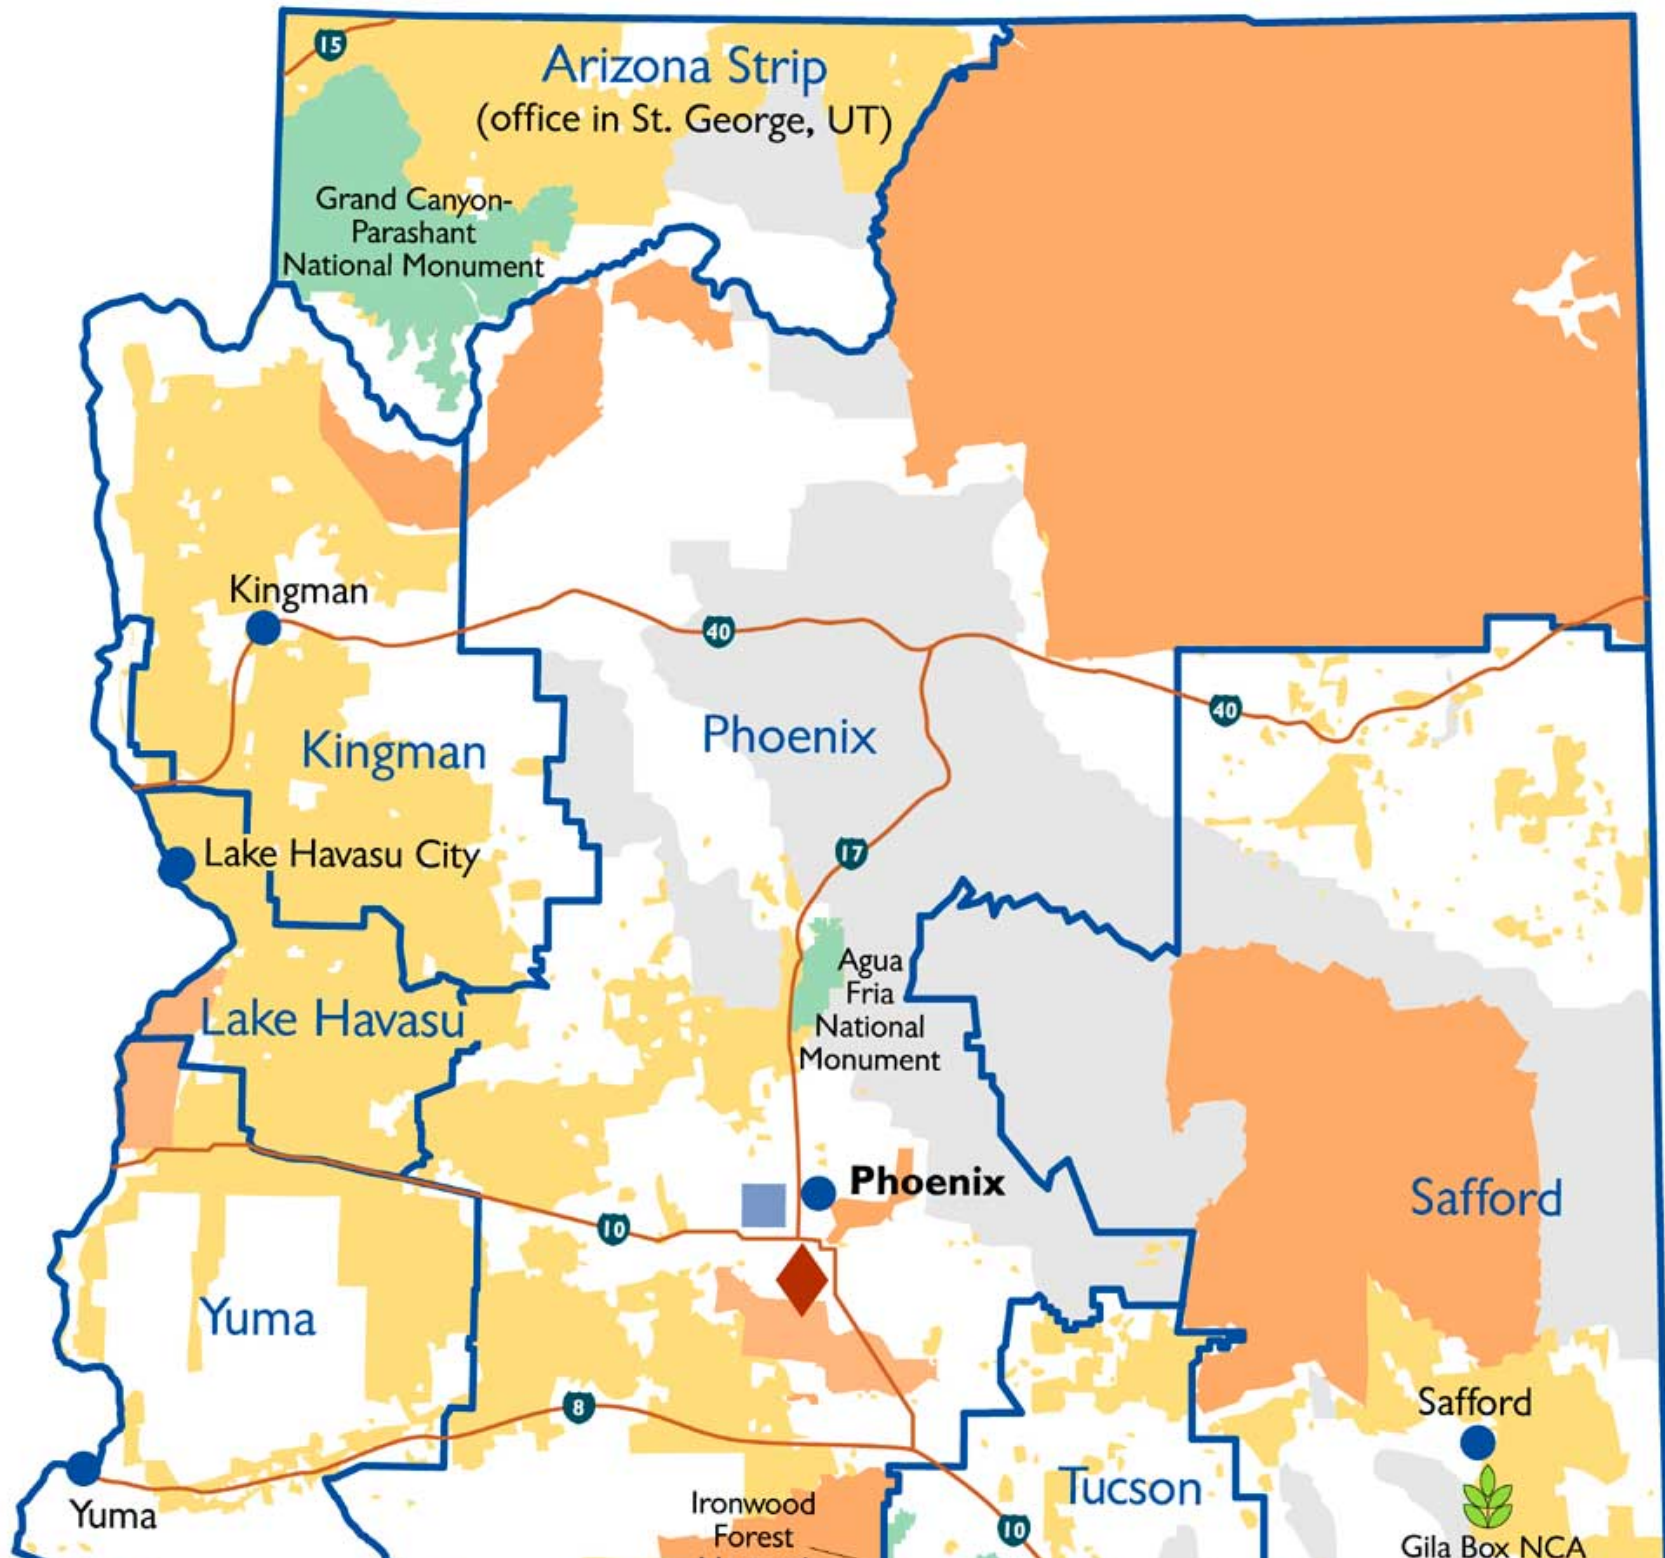 15
Arizona Strip
(office in St. George, UT)
Grand Canyon-
Parashant
National Monument
Kingman
40
Kingman
Phoenix
40
Lake Havasu City
17
Agua
Fria
National
Monument
Lake Havasu
Phoenix
Safford
10
Yuma
8
Safford
Tucson
Yuma
Ironwood
Forest
10
Gila Box NCA